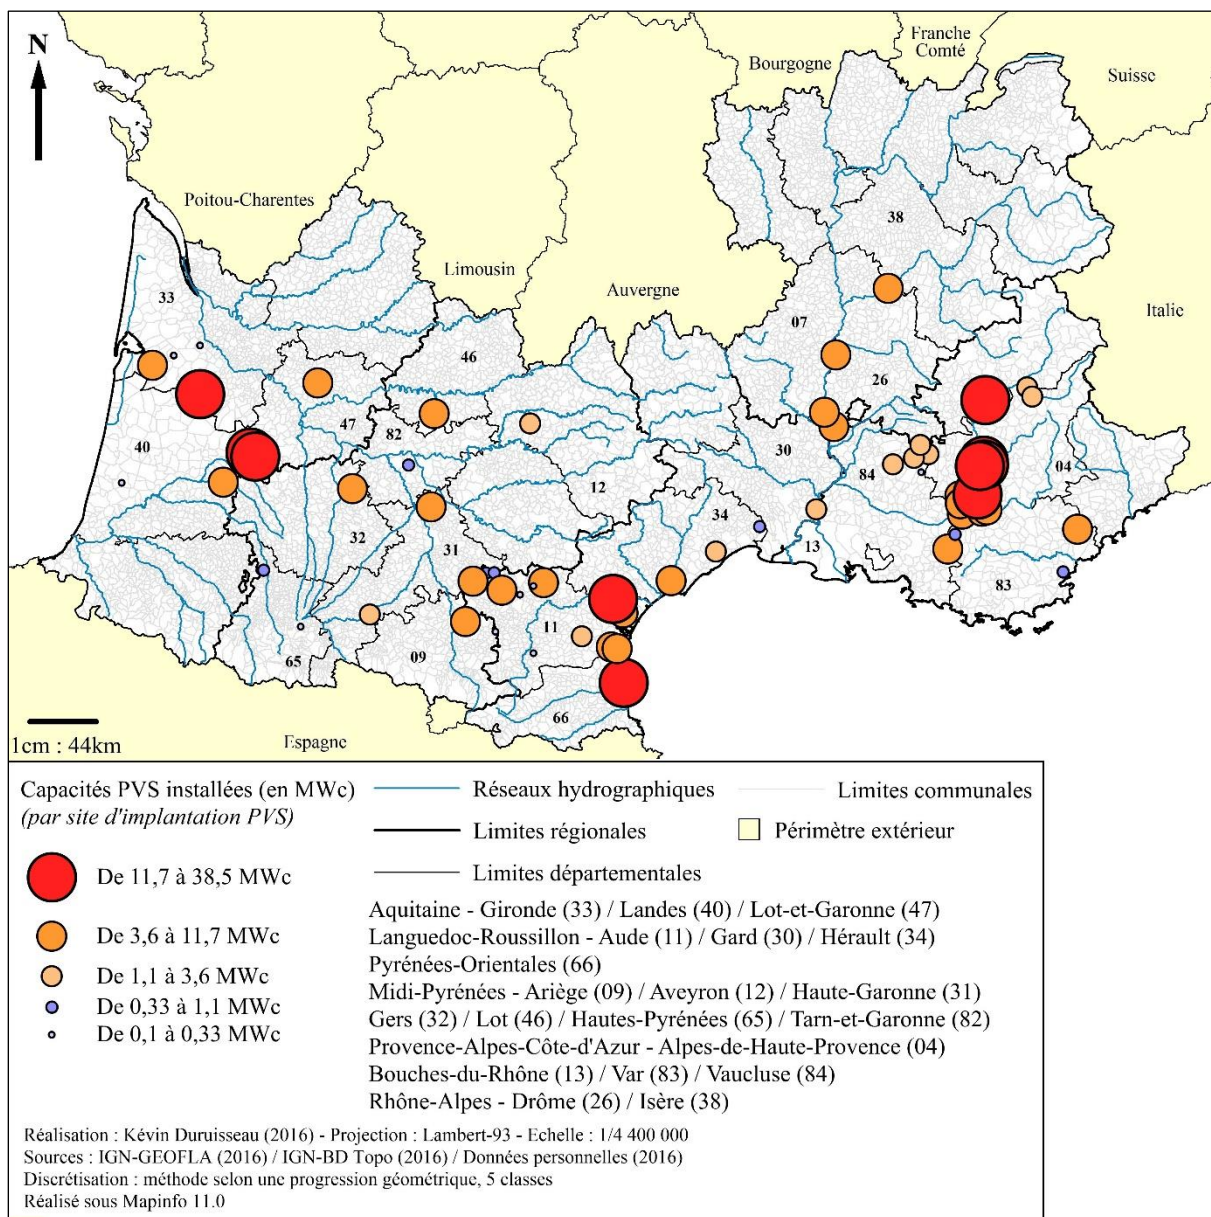 N
Franche
Comté
Bourgogne
Suisse
Poitou-Charentes
38
Limousin
Auvergne
Italie
33
07
46
26
47
82
40
30
84
04
12
34
32
31
13
83
11
09
65
66
1cm : 44km
Espagne
Capacités PVS installées (en MWc)
(par site d'implantation PVS)
De 11,7 à 38,5 MWc
De 3,6 à 11,7 MWc
De 1,1 à 3,6 MWc
De 0,33 à 1,1 MWc
De 0,1 à 0,33 MWc
Réseaux hydrographiques
Limites communales
Limites régionales
Périmètre extérieur
Limites départementales
Aquitaine - Gironde (33) / Landes (40) / Lot-et-Garonne (47)
Languedoc-Roussillon - Aude (11) / Gard (30) / Hérault (34)
Pyrénées-Orientales (66)
Midi-Pyrénées - Ariège (09) / Aveyron (12) / Haute-Garonne (31)
Gers (32) / Lot (46) / Hautes-Pyrénées (65) / Tarn-et-Garonne (82)
Provence-Alpes-Côte-d'Azur - Alpes-de-Haute-Provence (04)
Bouches-du-Rhône (13) / Var (83) / Vaucluse (84)
Rhône-Alpes - Drôme (26) / Isère (38)
Réalisation : Kévin Duruisseau (2016) - Projection : Lambert-93 - Echelle : 1/4 400 000
Sources : IGN-GEOFLA (2016) / IGN-BD Topo (2016) / Données personnelles (2016)
Discrétisation : méthode selon une progression géométrique, 5 classes
Réalisé sous Mapinfo 11.0